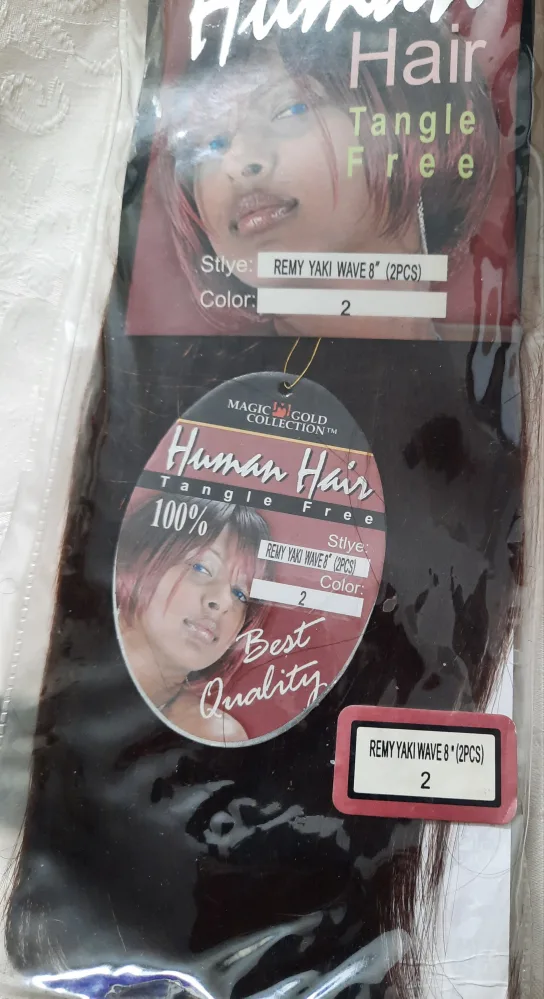 Human
Hair
Tangle
Free
Stlye: REMY YAKI WAVE 8" (2PCS)
Color: 2
MAGIC GOLD
COLLECTION™
Human Hair
Tangle Free
100%
Stlye:
REMY YAKI WAVE 8" (2PCS)
Color:
2
Best
Quality
REMY YAKI WAVE 8" (2PCS)
2